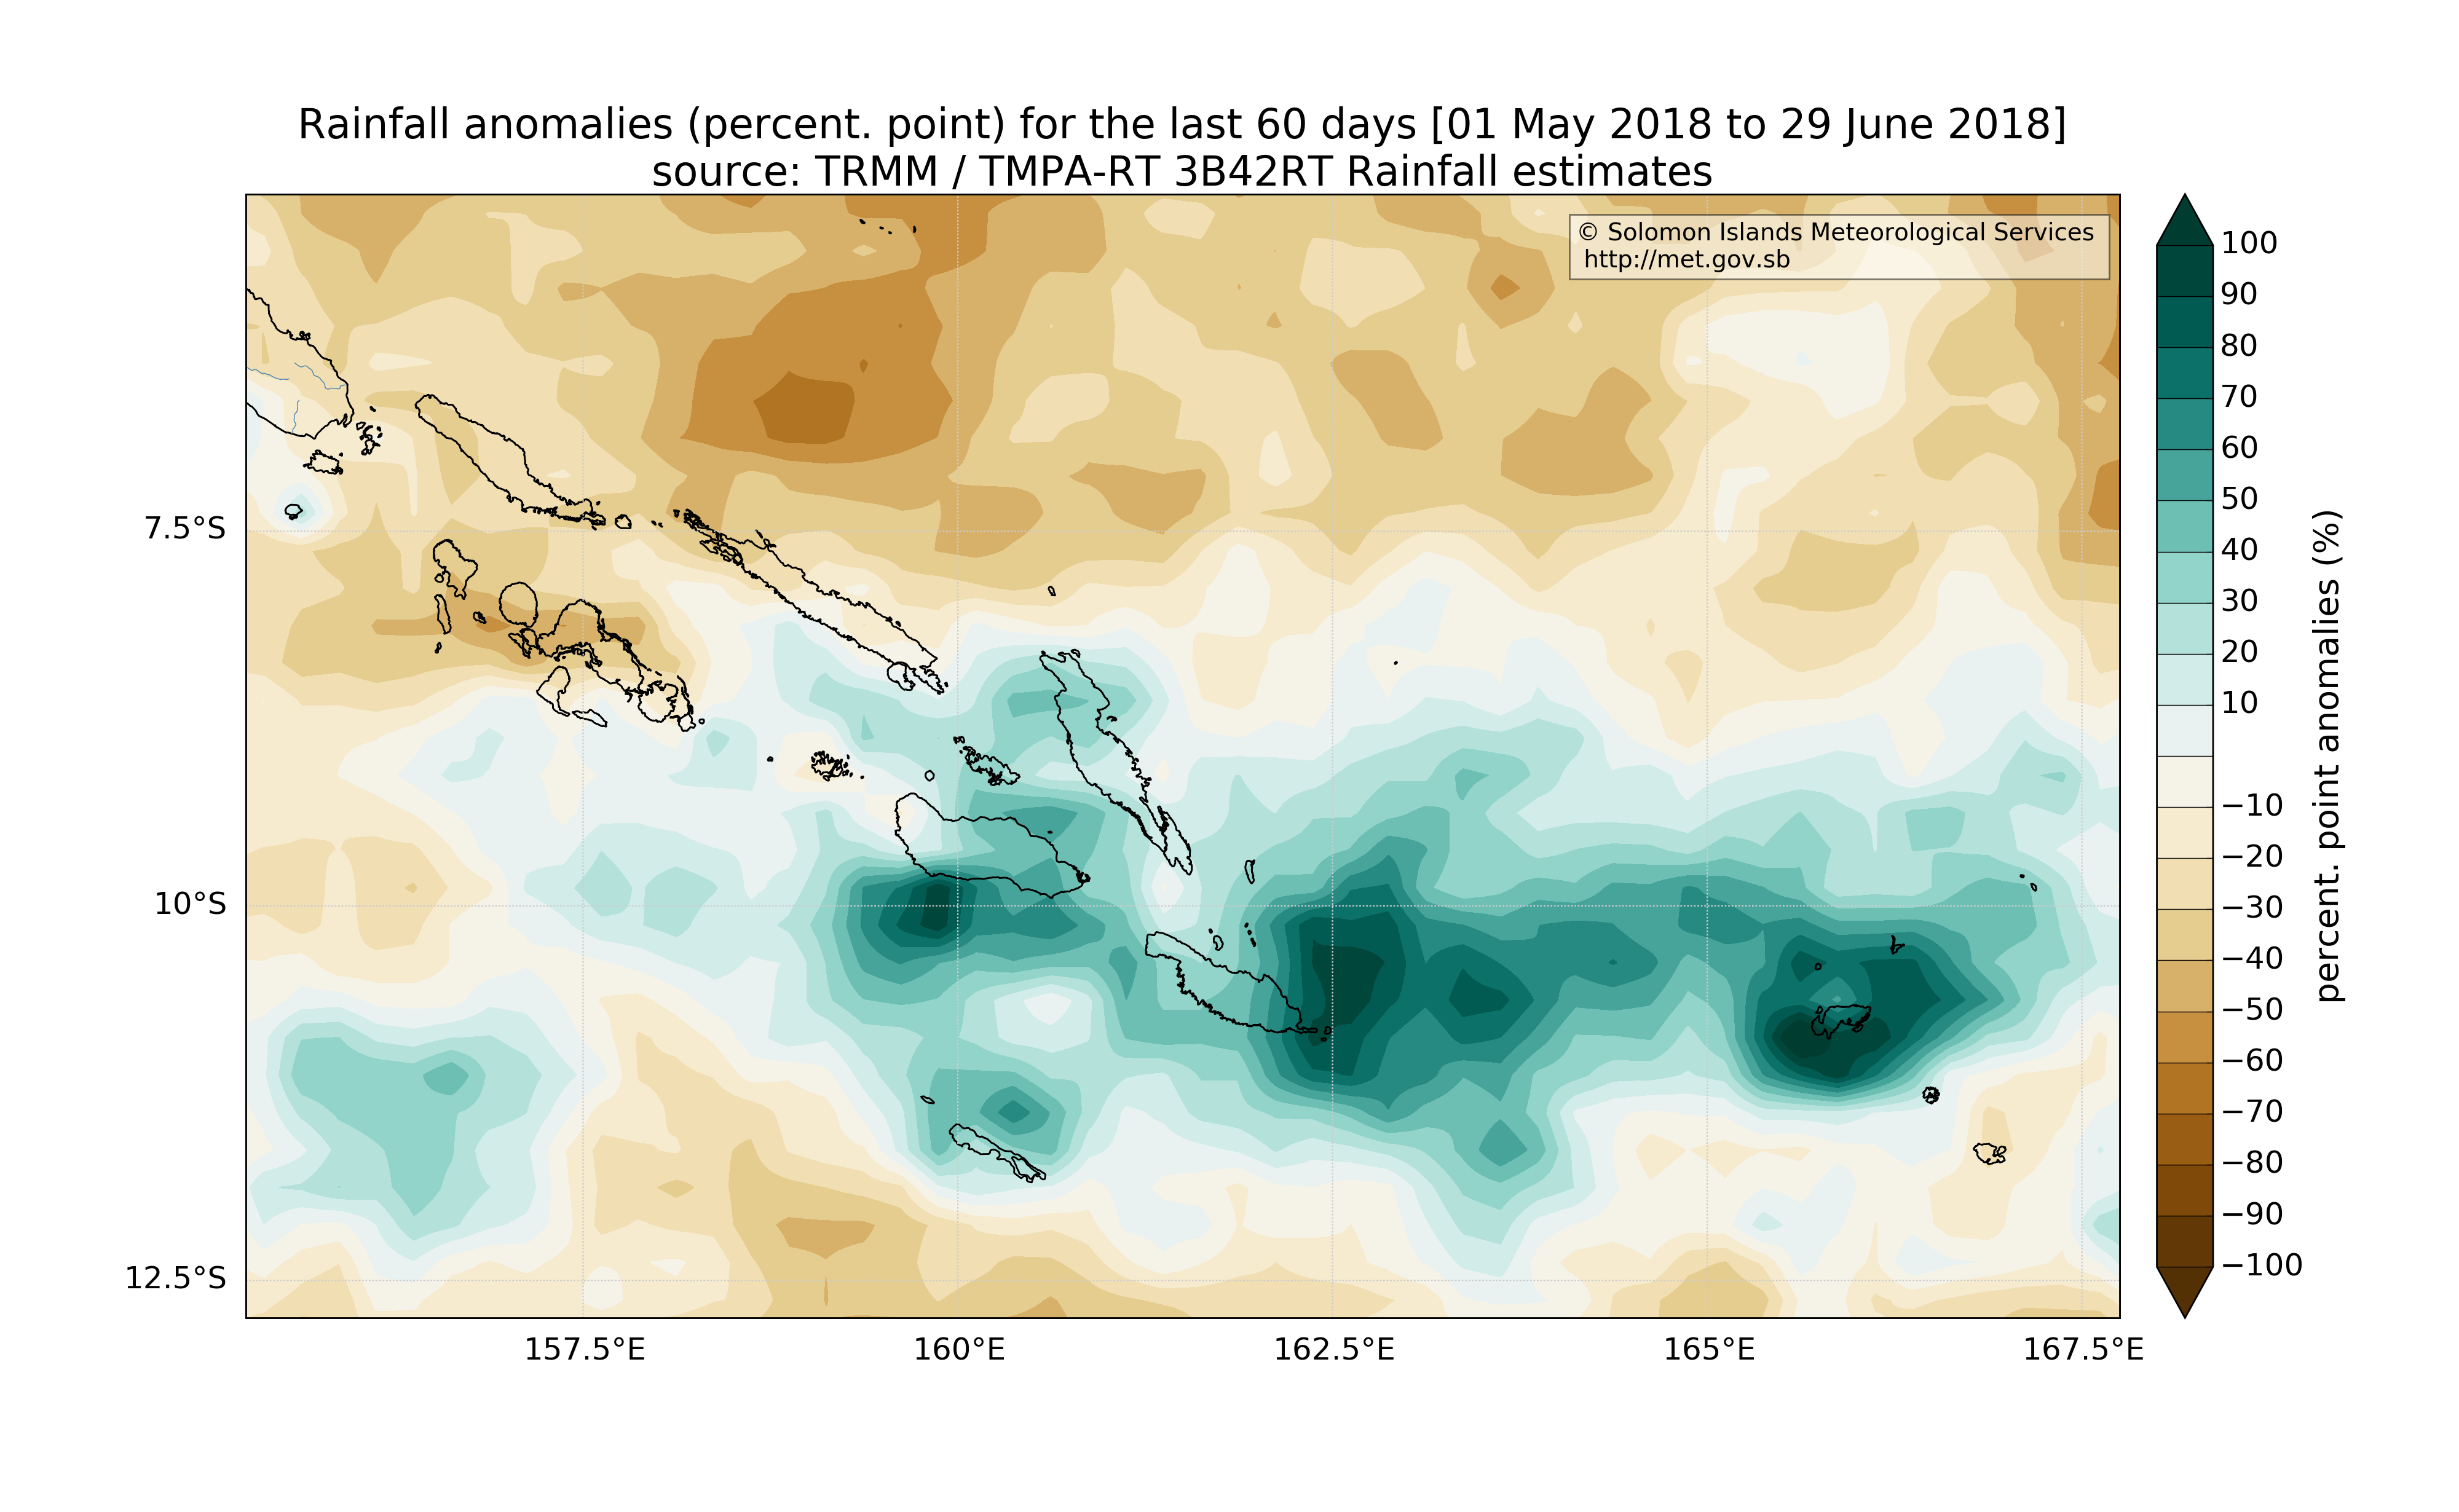 Rainfall anomalies (percent. point) for the last 60 days [01 May 2018 to 29 June 2018]
source: TRMM / TMPA-RT 3B42RT Rainfall estimates
© Solomon Islands Meteorological Services
http://met.gov.sb
7.5°S
10°S
12.5°S
157.5°E
160°E
162.5°E
165°E
167.5°E
100
90
80
70
60
50
40
30
20
10
−10
−20
−30
−40
−50
−60
−70
−80
−90
−100
percent. point anomalies (%)